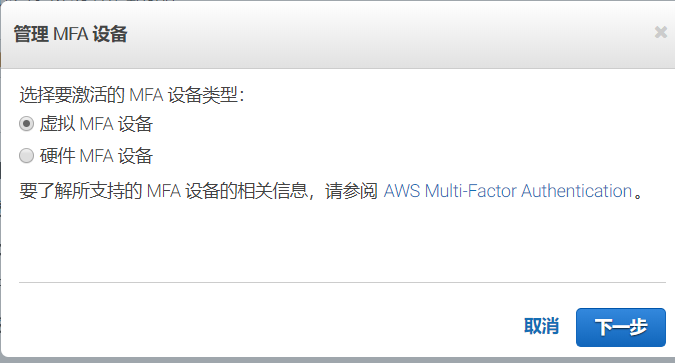 管理 MFA 设备
选择要激活的 MFA 设备类型：
虚拟 MFA 设备
硬件 MFA 设备
要了解所支持的 MFA 设备的相关信息，请参阅 AWS Multi-Factor Authentication。
取消
下一步